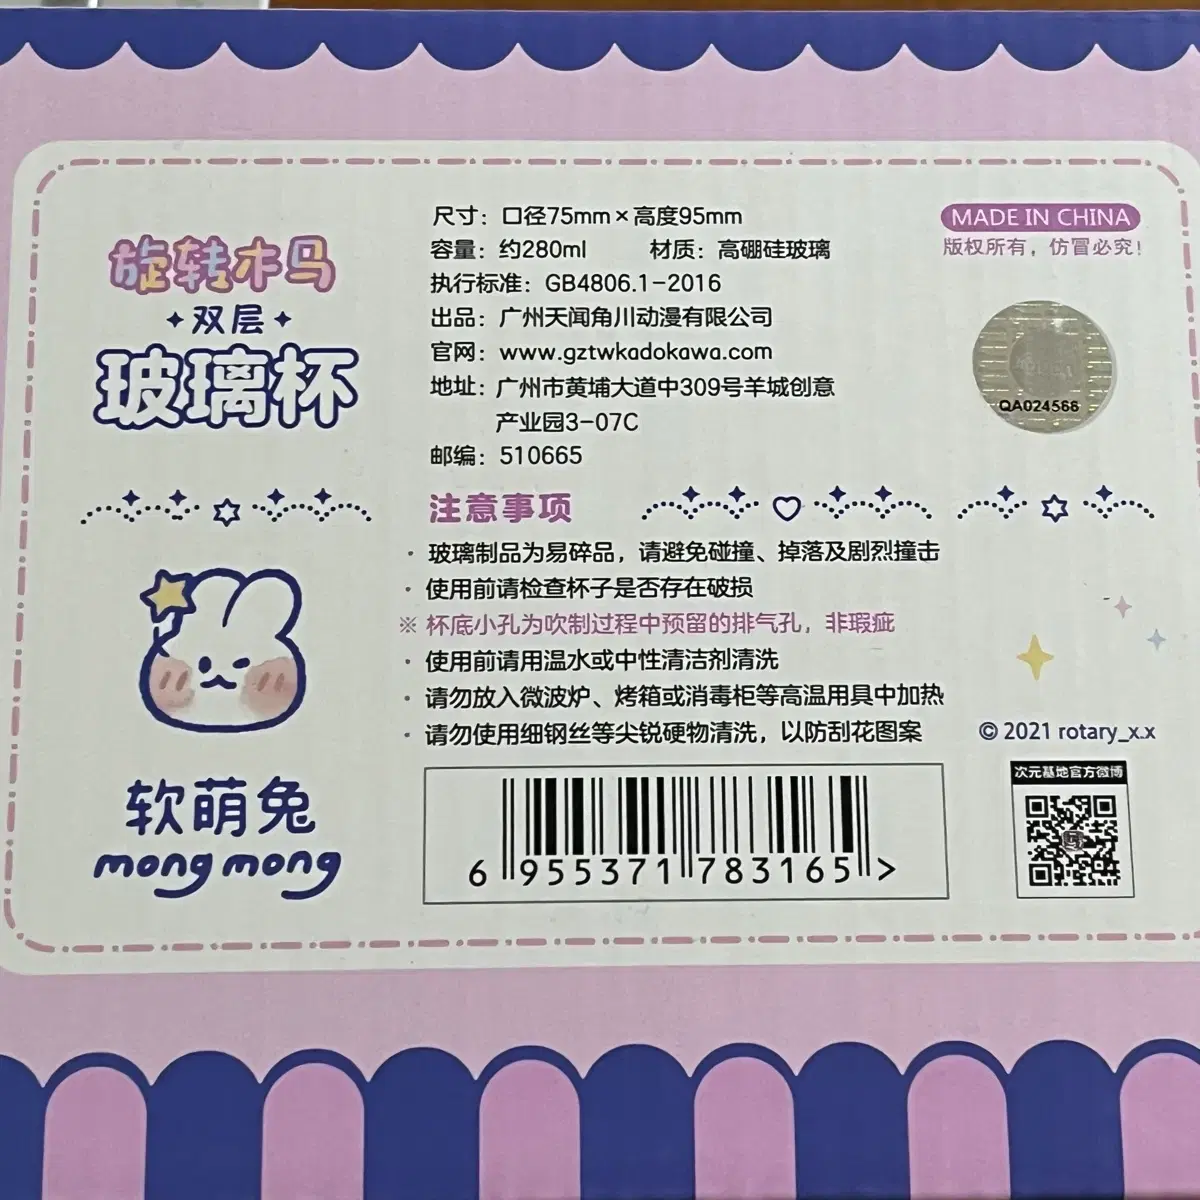 旋转木马
双层
玻璃杯
软萌兔
mong mong
尺寸：口径75mm×高度95mm
容量：约280ml 材质：高硼硅玻璃
执行标准：GB4806.1-2016
出品：广州天闻角川动漫有限公司
官网：www.gztwkadokawa.com
地址：广州市黄埔大道中309号羊城创意
产业园3-07C
邮编：510665
MADE IN CHINA
版权所有，仿冒必究！
QA024566
注意事项
· 玻璃制品为易碎品，请避免碰撞、掉落及剧烈撞击
· 使用前请检查杯子是否存在破损
※ 杯底小孔为吹制过程中预留的排气孔，非瑕疵
· 使用前请用温水或中性清洁剂清洗
· 请勿放入微波炉、烤箱或消毒柜等高温用具中加热
· 请勿使用细钢丝等尖锐硬物清洗，以防刮花图案
© 2021 rotary_x.x
6 955371 783165 >
次元基地官方微博